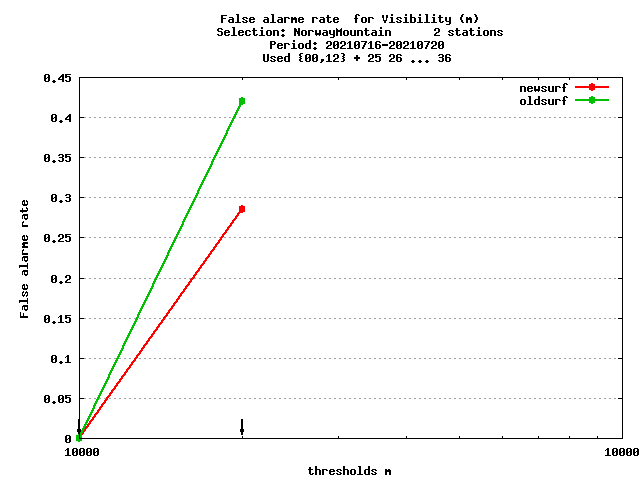 False alarme rate  for Visibility (m)
Selection: NorwayMountain      2 stations
Period: 20210716-20210720
Used {00,12} + 25 26 ... 36
newsurf
oldsurf
0.45
0.4
0.35
0.3
0.25
0.2
0.15
0.1
0.05
0
False alarme rate
10000
10000
thresholds m